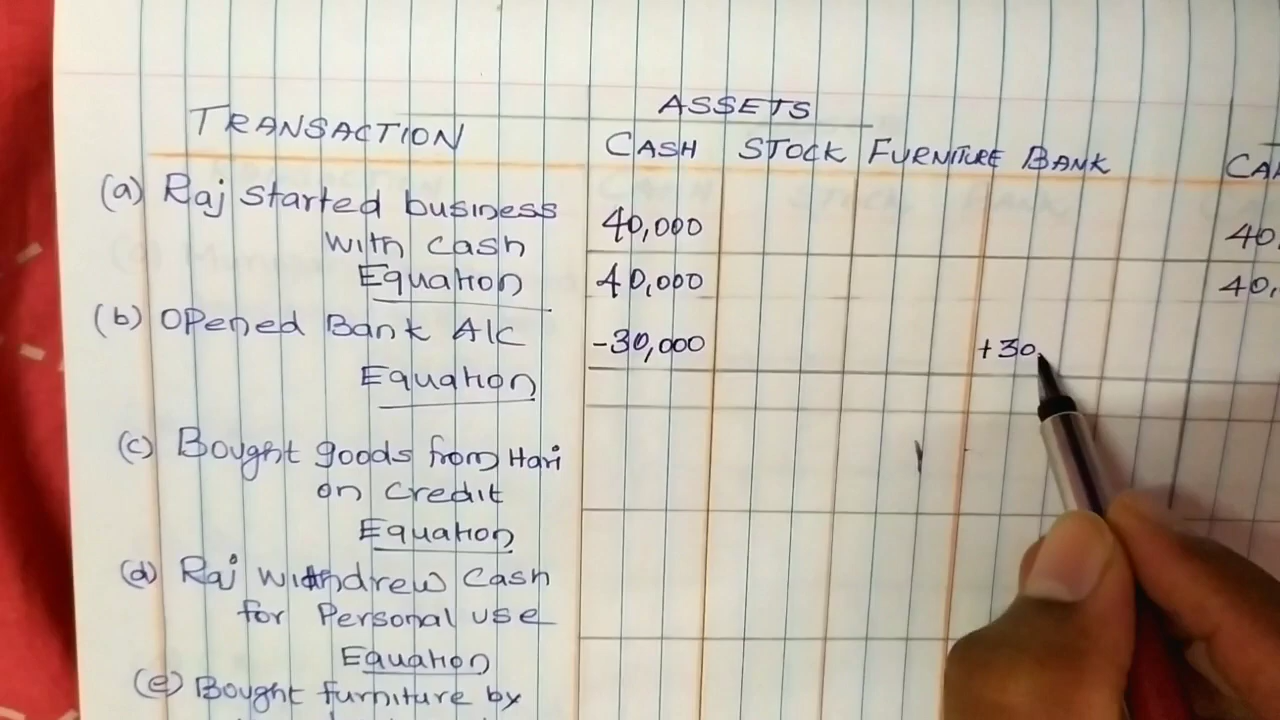 ASSETS
TRANSACTION CASH STOCK FURNITURE BANK CA
(a) Raj started business
with cash 40,000 40
Equation 40,000 40,
(b) Opened Bank A/c -30,000 +30
Equation
(c) Bought goods from Hari
on Credit
Equation
(d) Raj withdrew Cash
for Personal use
Equation
(e) Bought furniture by